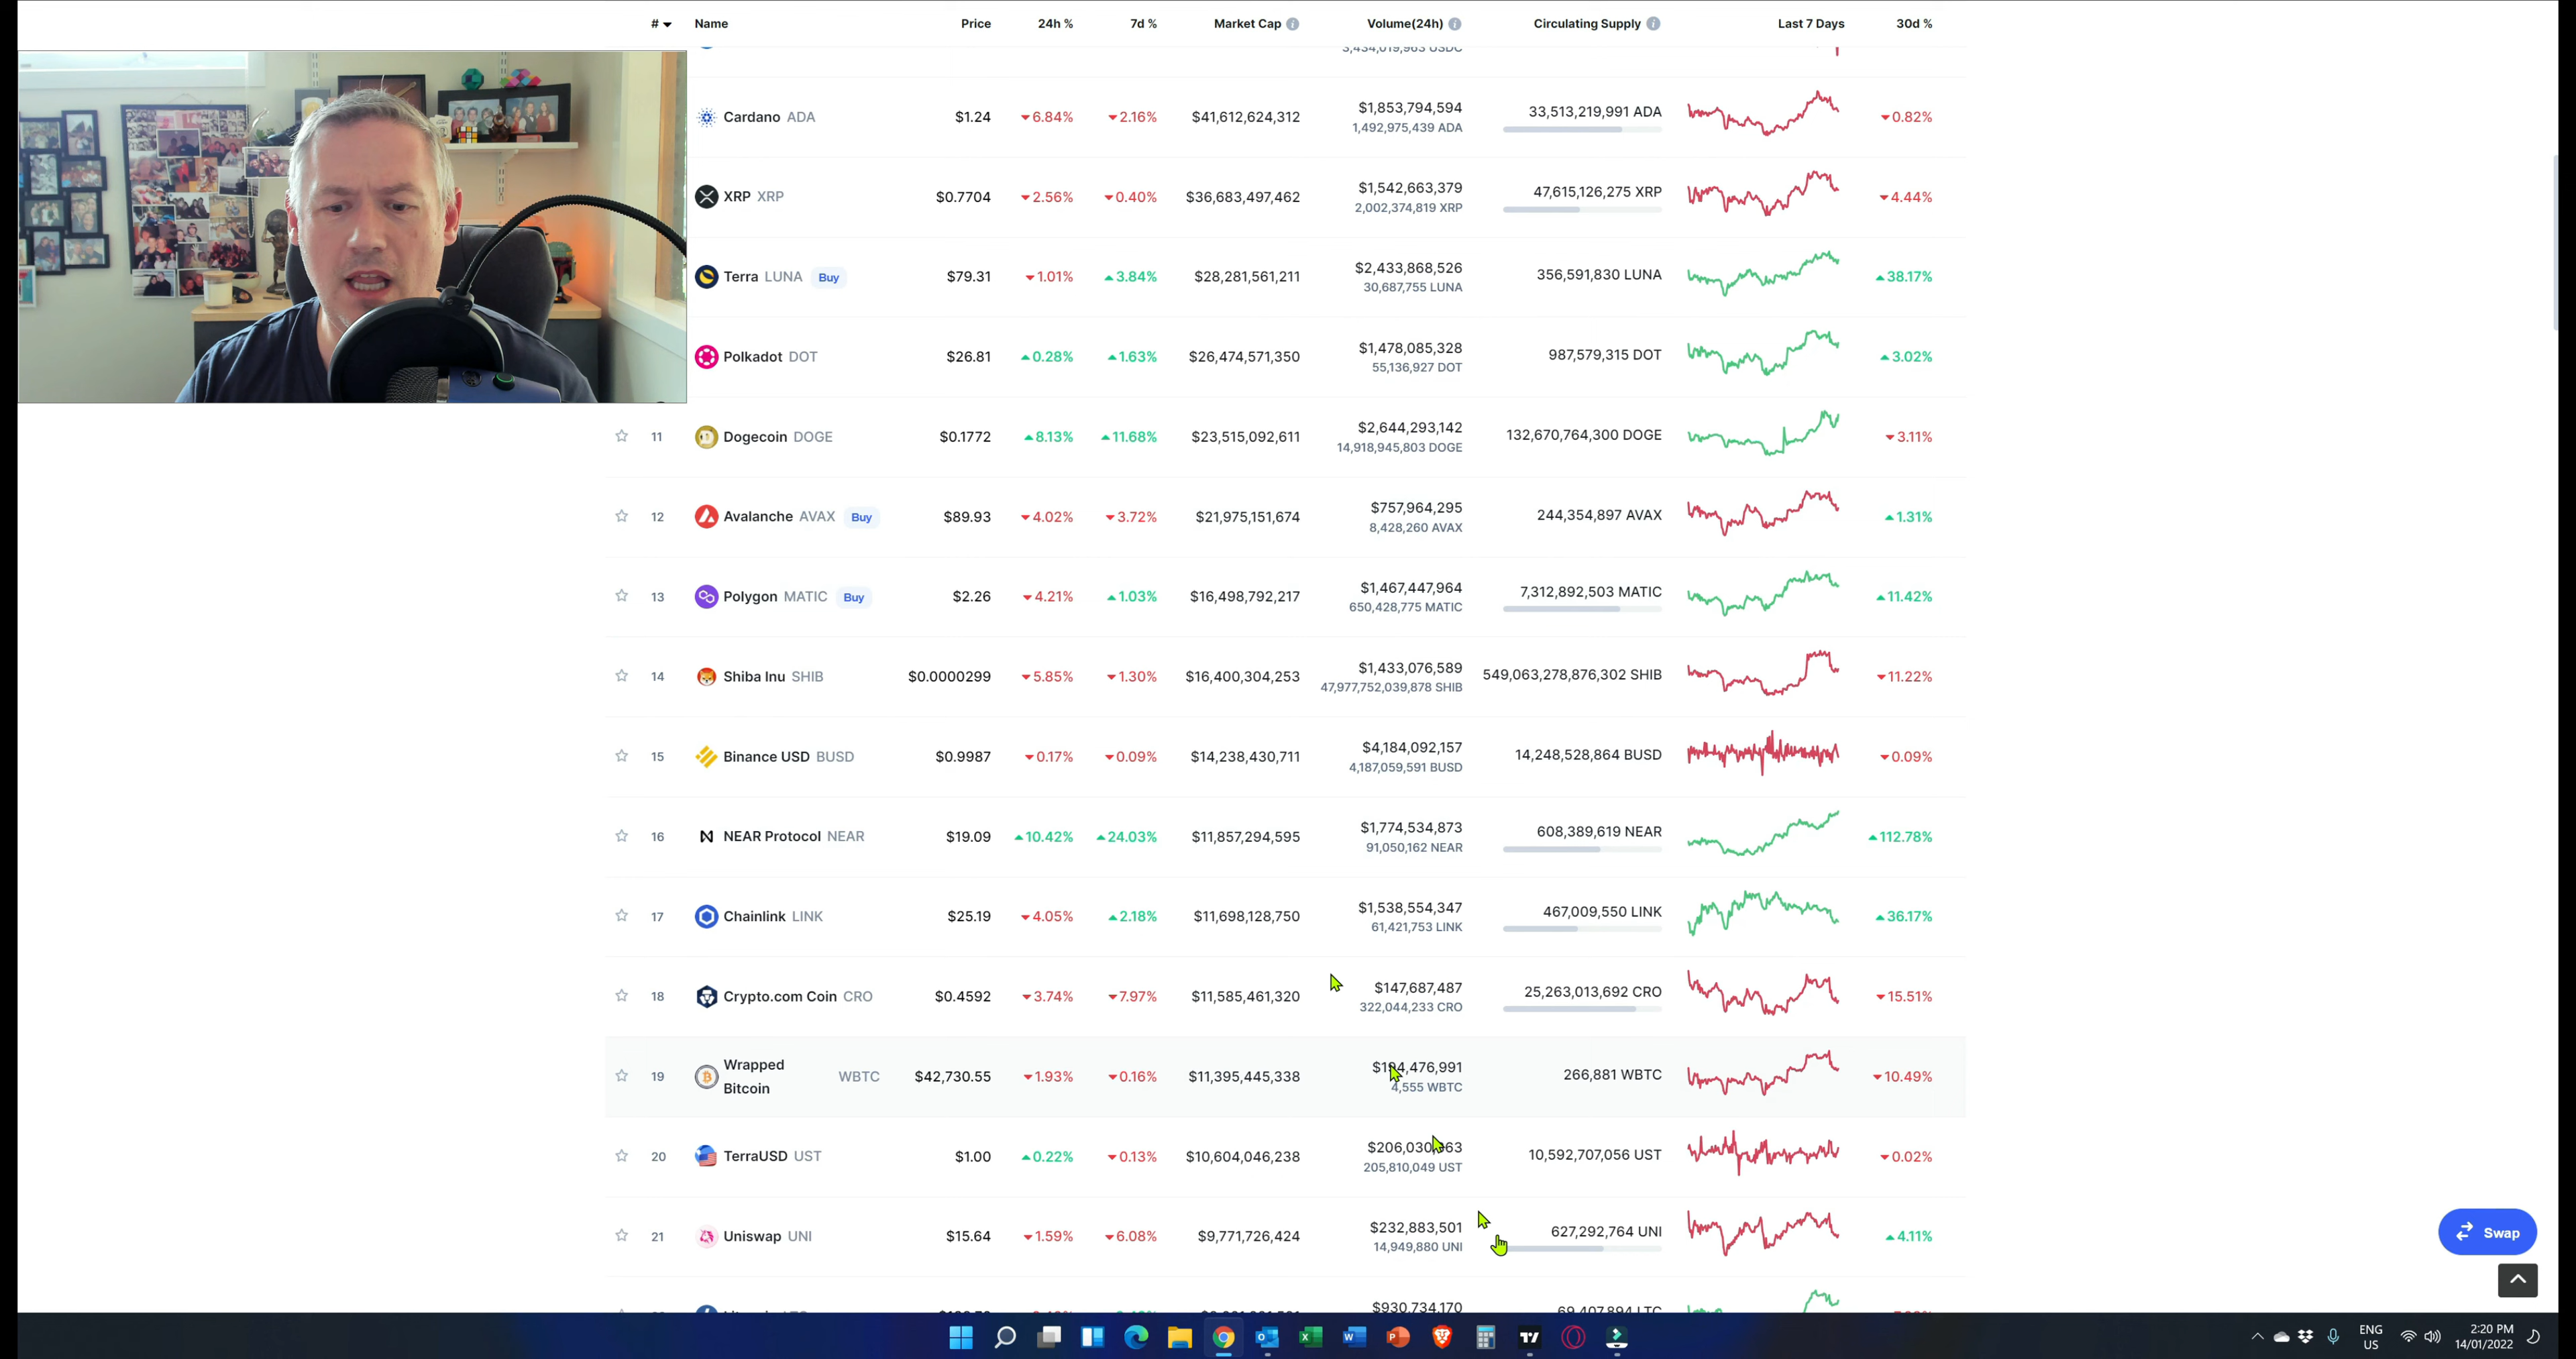 # Name Price 24h % 7d % Market Cap Volume(24h) Circulating Supply Last 7 Days 30d %
3,434,019,963 USDC
Cardano ADA $1.24 6.84% 2.16% $41,612,624,312 $1,853,794,594 33,513,219,991 ADA 0.82%
1,492,975,439 ADA
XRP XRP $0.7704 2.56% 0.40% $36,683,497,462 $1,542,663,379 47,615,126,275 XRP 4.44%
2,002,374,819 XRP
Terra LUNA Buy $79.31 1.01% 3.84% $28,281,561,211 $2,433,868,526 356,591,830 LUNA 38.17%
30,687,755 LUNA
Polkadot DOT $26.81 0.28% 1.63% $26,474,571,350 $1,478,085,328 987,579,315 DOT 3.02%
55,136,927 DOT
11 Dogecoin DOGE $0.1772 8.13% 11.68% $23,515,092,611 $2,644,293,142 132,670,764,300 DOGE 3.11%
14,918,945,803 DOGE
12 Avalanche AVAX Buy $89.93 4.02% 3.72% $21,975,151,674 $757,964,295 244,354,897 AVAX 1.31%
8,428,260 AVAX
13 Polygon MATIC Buy $2.26 4.21% 1.03% $16,498,792,217 $1,467,447,964 7,312,892,503 MATIC 11.42%
650,428,775 MATIC
14 Shiba Inu SHIB $0.0000299 5.85% 1.30% $16,400,304,253 $1,433,076,589 549,063,278,876,302 SHIB 11.22%
47,977,752,039,878 SHIB
15 Binance USD BUSD $0.9987 0.17% 0.09% $14,238,430,711 $4,184,092,157 14,248,528,864 BUSD 0.09%
4,187,059,591 BUSD
16 NEAR Protocol NEAR $19.09 10.42% 24.03% $11,857,294,595 $1,774,534,873 608,389,619 NEAR 112.78%
91,050,162 NEAR
17 Chainlink LINK $25.19 4.05% 2.18% $11,698,128,750 $1,538,554,347 467,009,550 LINK 36.17%
61,421,753 LINK
18 Crypto.com Coin CRO $0.4592 3.74% 7.97% $11,585,461,320 $147,687,487 25,263,013,692 CRO 15.51%
322,044,233 CRO
19 Wrapped Bitcoin WBTC $42,730.55 1.93% 0.16% $11,395,445,338 266,881 WBTC 10.49%
4,555 WBTC
20 TerraUSD UST $1.00 0.22% 0.13% $10,604,046,238 10,592,707,056 UST 0.02%
205,810,049 UST
21 Uniswap UNI $15.64 1.59% 6.08% $9,771,726,424 $232,883,501 627,292,764 UNI 4.11%
14,949,880 UNI
$930,734,170 69,407,894 LTC
Swap
ENG 2:20 PM
US 14/01/2022